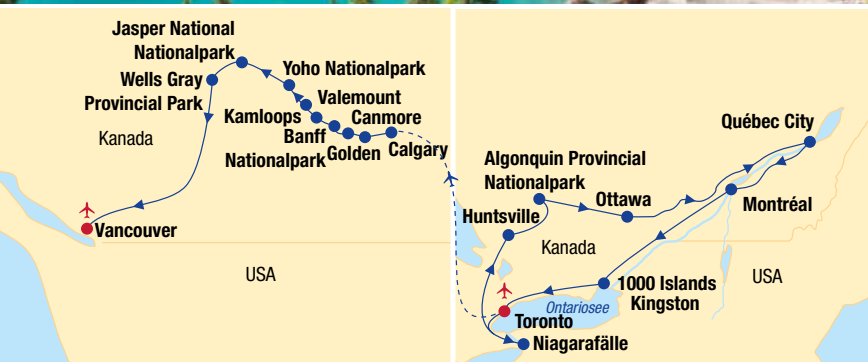 Jasper National
Nationalpark
Wells Gray
Provincial Park
Yoho Nationalpark
Valemount
Kamloops
Canmore
Banff
Nationalpark
Golden
Calgary
Kanada
Vancouver
USA
Québec City
Algonquin Provincial
Nationalpark
Ottawa
Montréal
Huntsville
Kanada
1000 Islands
Kingston
USA
Ontariosee
Toronto
Niagarafälle